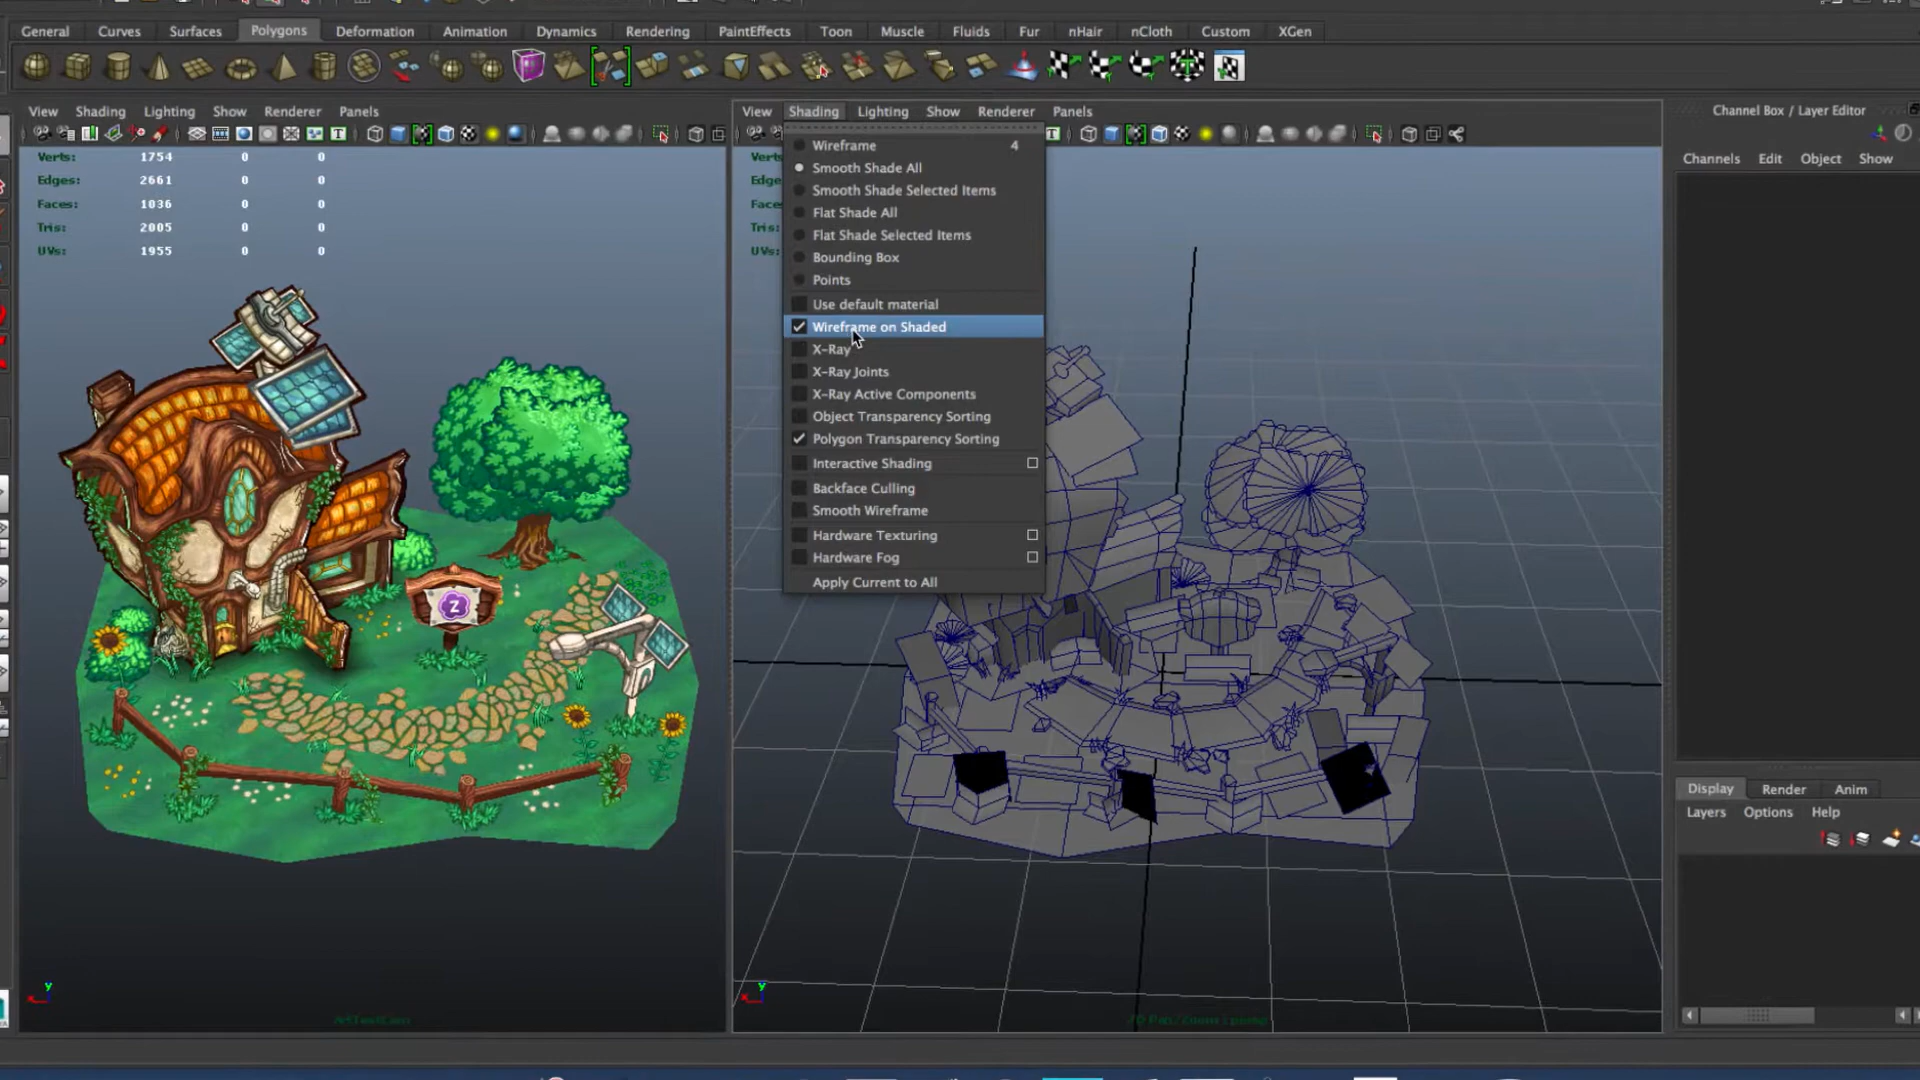 General Curves Surfaces Polygons Deformation Animation Dynamics Rendering PaintEffects Toon Muscle Fluids Fur nHair nCloth Custom XGen
View Shading Lighting Show Renderer Panels
Verts: 1754 0 0
Edges: 2661 0 0
Faces: 1036 0 0
Tris: 2005 0 0
UVs: 1955 0 0
Z
y
x
View Shading Lighting Show Renderer Panels
Verts
Edge
Faces
Tris:
UVs:
Wireframe 4
Smooth Shade All
Smooth Shade Selected Items
Flat Shade All
Flat Shade Selected Items
Bounding Box
Points
Use default material
Wireframe on Shaded
X-Ray
X-Ray Joints
X-Ray Active Components
Object Transparency Sorting
Polygon Transparency Sorting
Interactive Shading
Backface Culling
Smooth Wireframe
Hardware Texturing
Hardware Fog
Apply Current to All
y
x
Channel Box / Layer Editor
Channels Edit Object Show
Display Render Anim
Layers Options Help